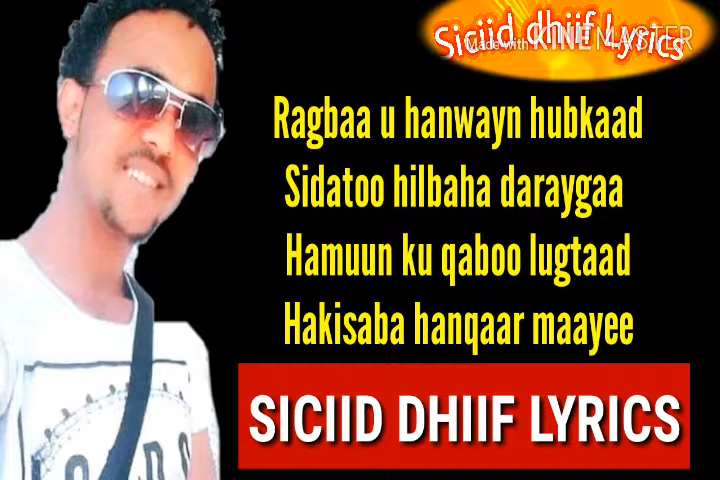 Siciid dhiif Lyrics
Made with KINEMASTER
Ragbaa u hanwayn hubkaad
Sidatoo hilbaha daraygaa
Hamuun ku qaboo lugtaad
Hakisaba hanqaar maayee
SICIID DHIIF LYRICS